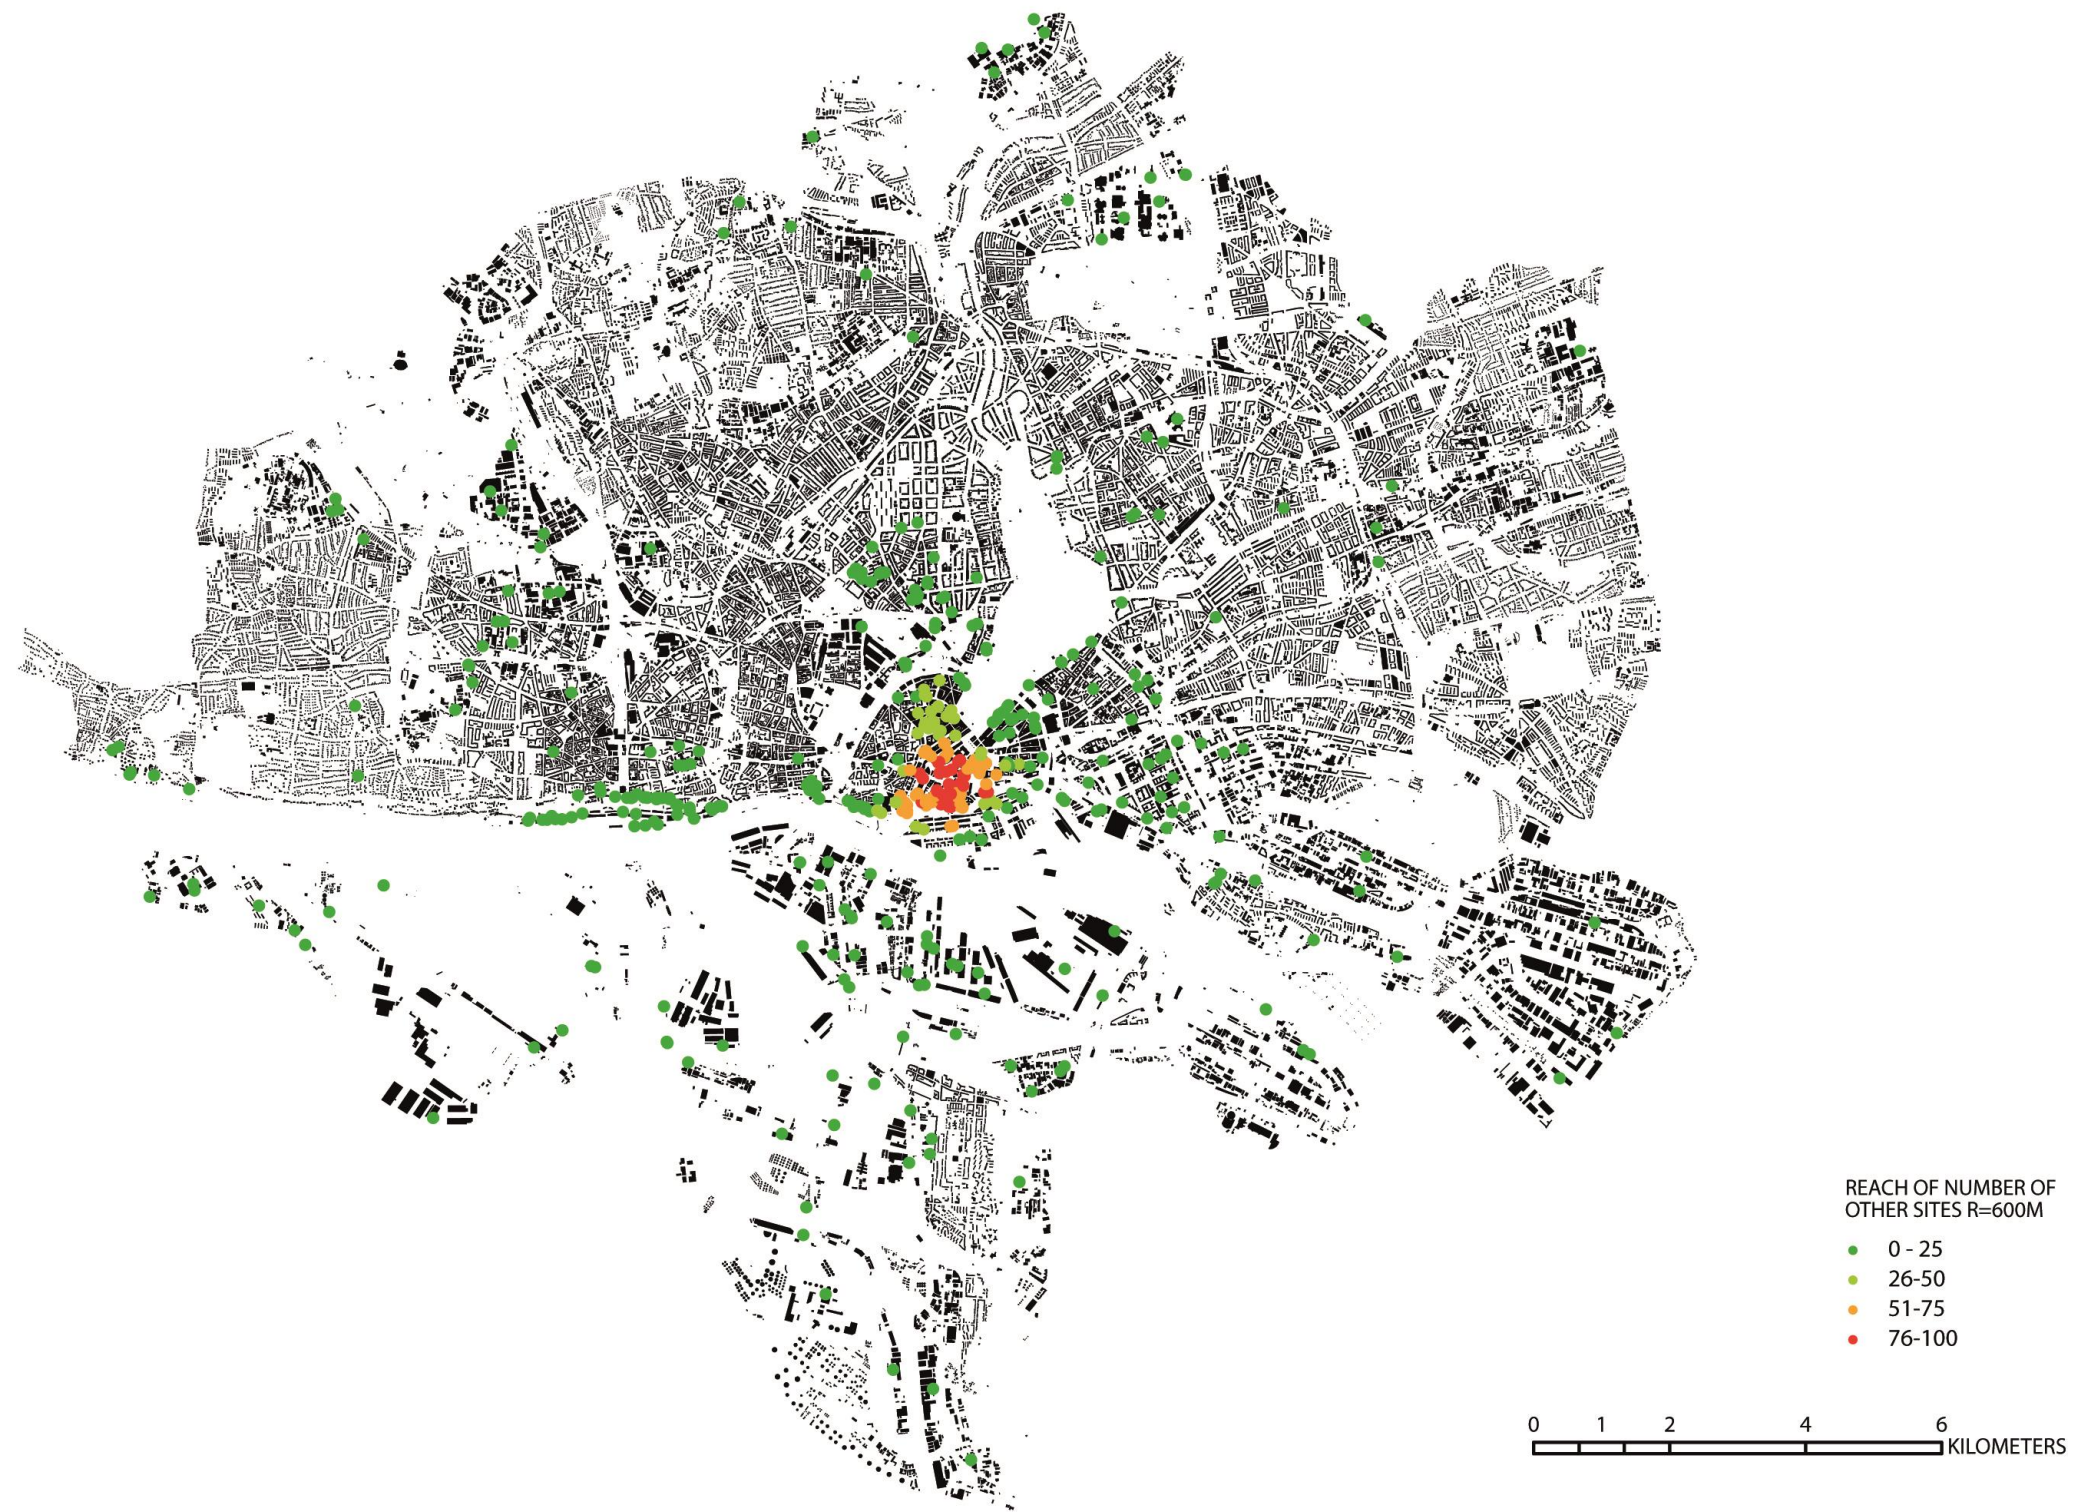 REACH OF NUMBER OF
OTHER SITES R=600M
0 - 25
26-50
51-75
76-100
0 1 2 4 6
KILOMETERS